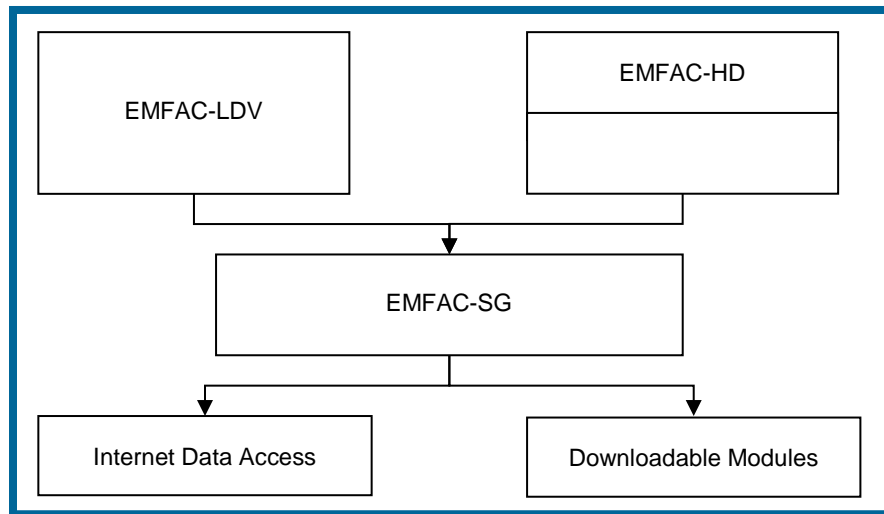 EMFAC-LDV
EMFAC-HD
EMFAC-SG
Internet Data Access
Downloadable Modules